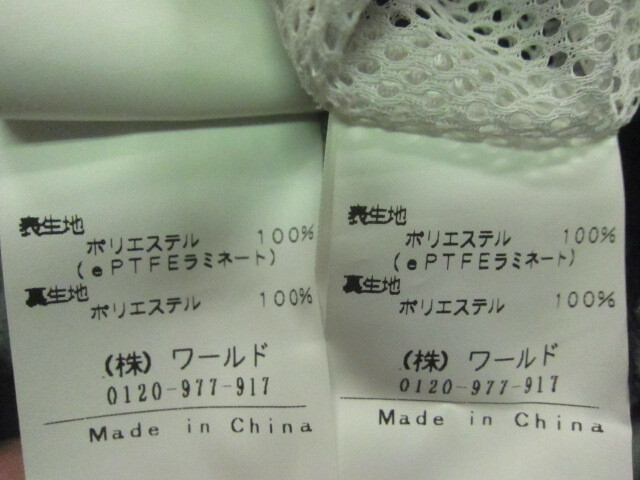 表生地
ポリエステル 100%
(ePTFEラミネート)
裏生地
ポリエステル 100%
(株) ワールド
0120-977-917
Made in China
表生地
ポリエステル 100%
(ePTFEラミネート)
裏生地
ポリエステル 100%
(株) ワールド
0120-977-917
Made in China